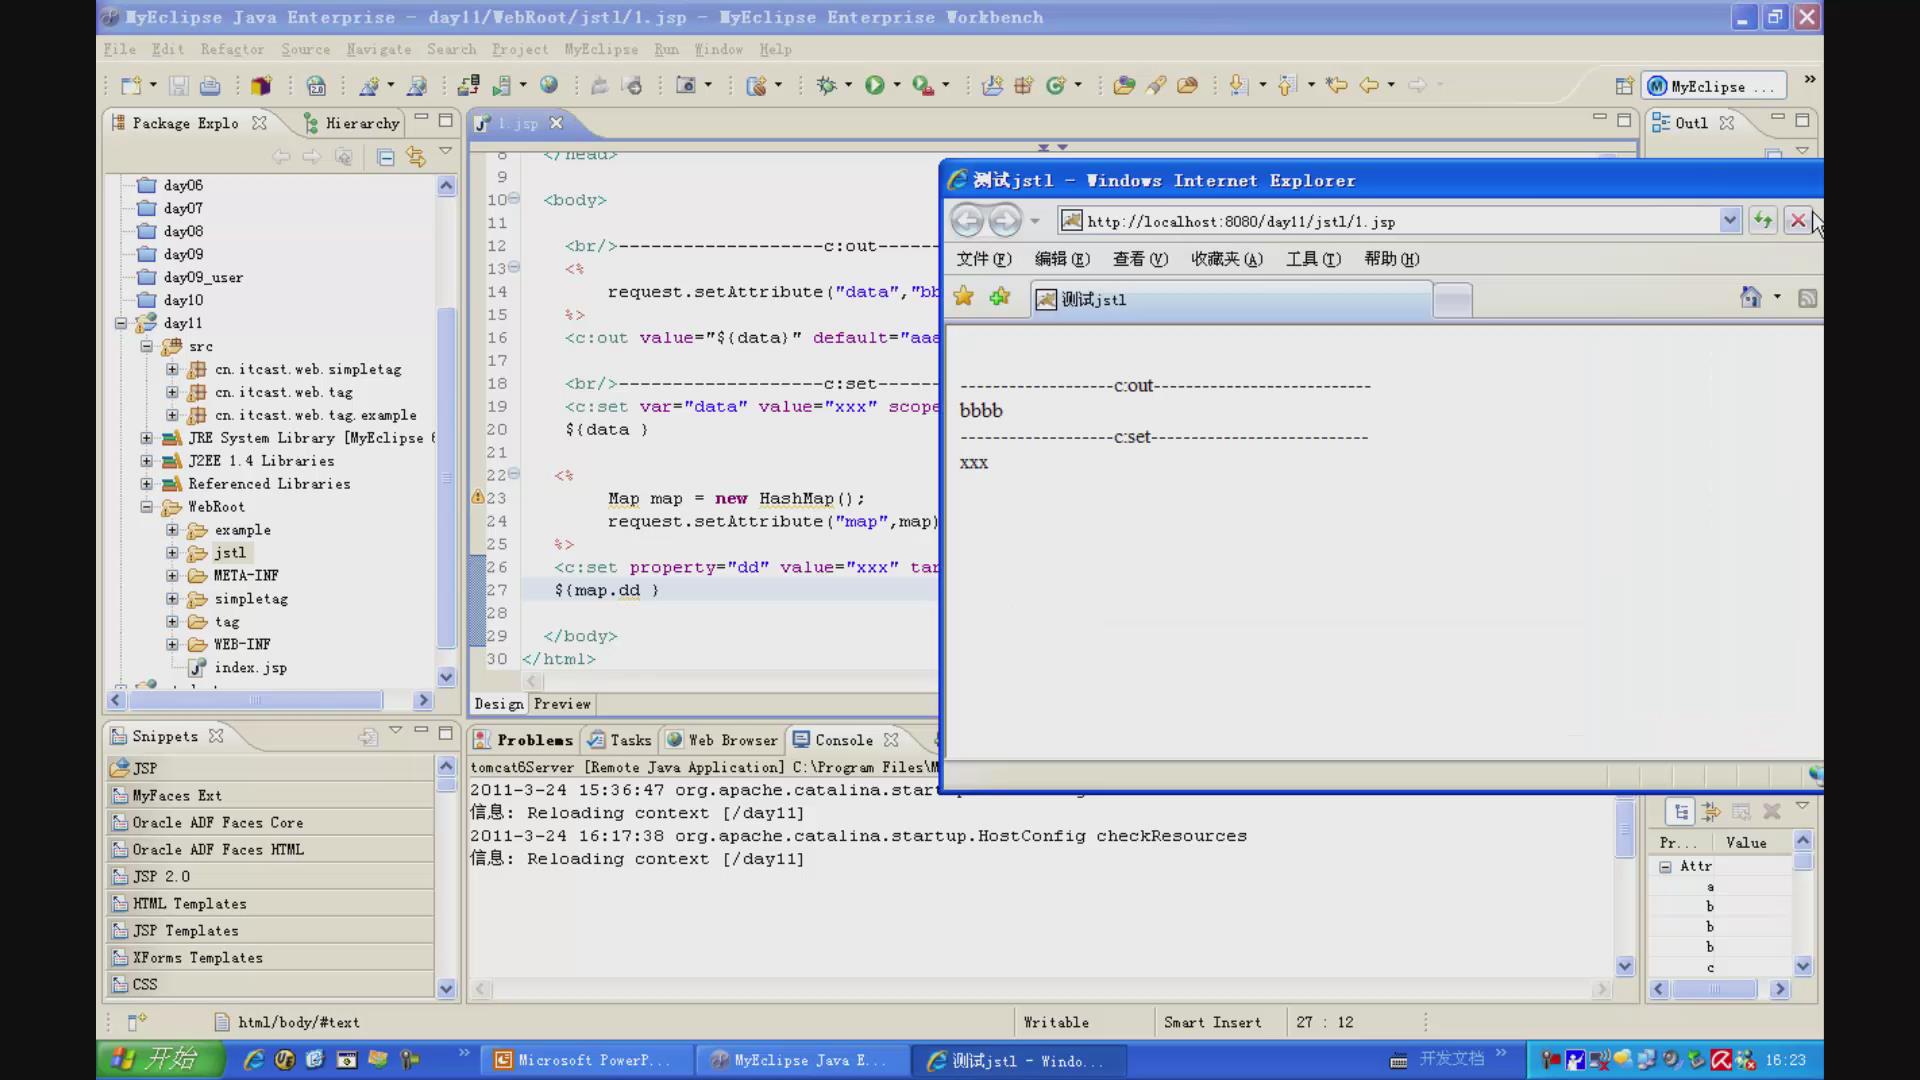 MyEclipse Java Enterprise - day11/WebRoot/jstl/1.jsp - MyEclipse Enterprise Workbench
File Edit Refactor Source Navigate Search Project MyEclipse Run Window Help
MyEclipse ...
Package Explo
Hierarchy
day06
day07
day08
day09
day09_user
day10
day11
src
cn.itcast.web.simpletag
cn.itcast.web.tag
cn.itcast.web.tag.example
JRE System Library [MyEclipse 6
J2EE 1.4 Libraries
Referenced Libraries
WebRoot
example
jstl
META-INF
simpletag
tag
WEB-INF
index.jsp
1.jsp
8 </head>
9
10 <body>
11
12 <br/>-------------------c:out-------
13 <%
14 request.setAttribute("data","bb
15 %>
16 <c:out value="${data}" default="aaa
17
18 <br/>-------------------c:set-------
19 <c:set var="data" value="xxx" scope
20 ${data }
21
22 <%
23 Map map = new HashMap();
24 request.setAttribute("map",map)
25 %>
26 <c:set property="dd" value="xxx" tar
27 ${map.dd }
28
29 </body>
30 </html>
Design Preview
Outl
测试jstl - Windows Internet Explorer
http://localhost:8080/day11/jstl/1.jsp
文件(F) 编辑(E) 查看(V) 收藏夹(A) 工具(T) 帮助(H)
测试jstl
-------------------c:out---------------------------
bbbb
-------------------c:set---------------------------
xxx
Snippets
JSP
MyFaces Ext
Oracle ADF Faces Core
Oracle ADF Faces HTML
JSP 2.0
HTML Templates
JSP Templates
XForms Templates
CSS
Problems Tasks Web Browser Console
tomcat6Server [Remote Java Application] C:\Program Files\M
2011-3-24 15:36:47 org.apache.catalina.startup
信息: Reloading context [/day11]
2011-3-24 16:17:38 org.apache.catalina.startup.HostConfig checkResources
信息: Reloading context [/day11]
Pr... Value
Attr
a
b
b
b
c
html/body/#text
Writable
Smart Insert
27 : 12
开始
Microsoft PowerP...
MyEclipse Java E...
测试jstl - Windo...
开发文档
16:23